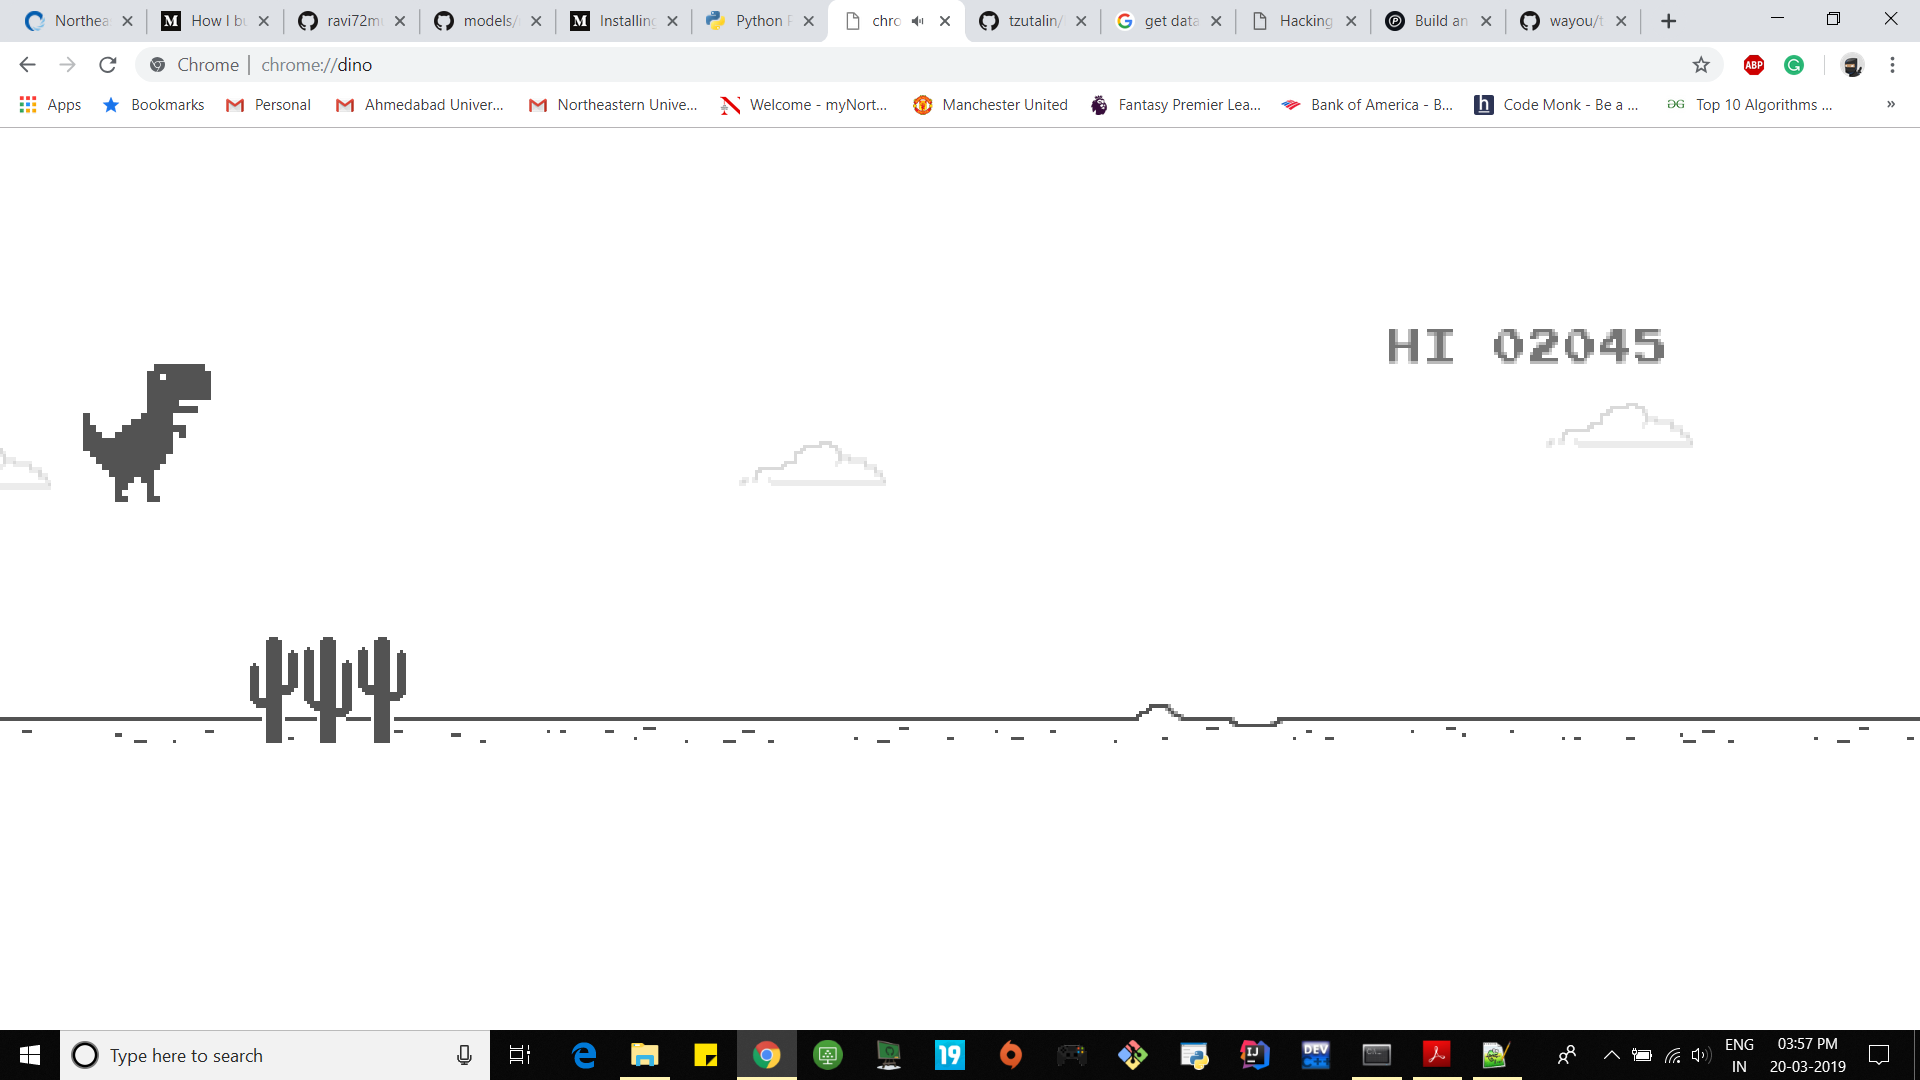 Northea
How I bu
ravi72m
models/
Installing
Python
chro
tzutalin/
get data
Hacking
Build an
wayou/t
Chrome | chrome://dino
ABP
Apps
Bookmarks
Personal
Ahmedabad Univer...
Northeastern Unive...
Welcome - myNort...
Manchester United
Fantasy Premier Lea...
Bank of America - B...
h
Code Monk - Be a ...
Top 10 Algorithms ...
»
HI 02045
Type here to search
19
IJ
DEV
C++
ENG
IN
03:57 PM
20-03-2019